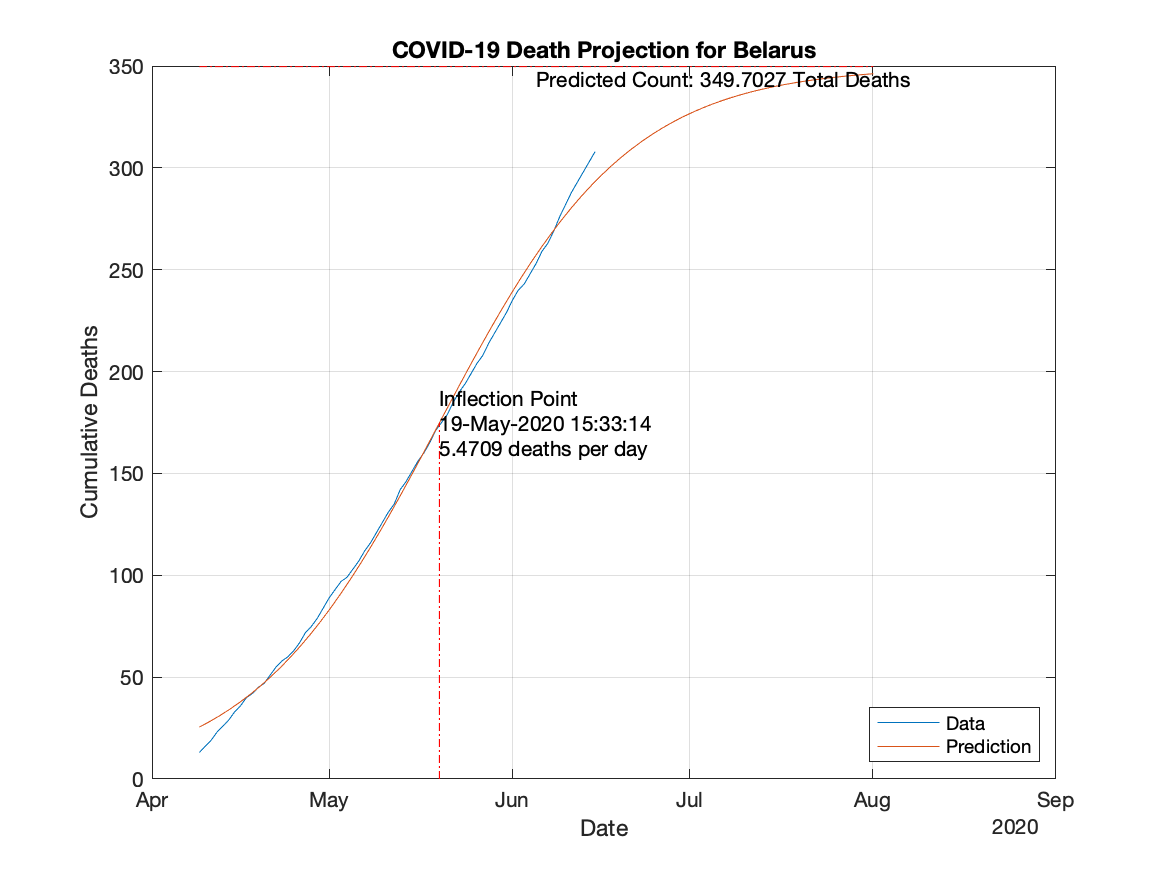 COVID-19 Death Projection for Belarus
350
Predicted Count: 349.7027 Total Deaths
300
250
200
Inflection Point
19-May-2020 15:33:14
5.4709 deaths per day
150
100
50
0
Cumulative Deaths
Data
Prediction
Apr May Jun Jul Aug Sep
Date
2020